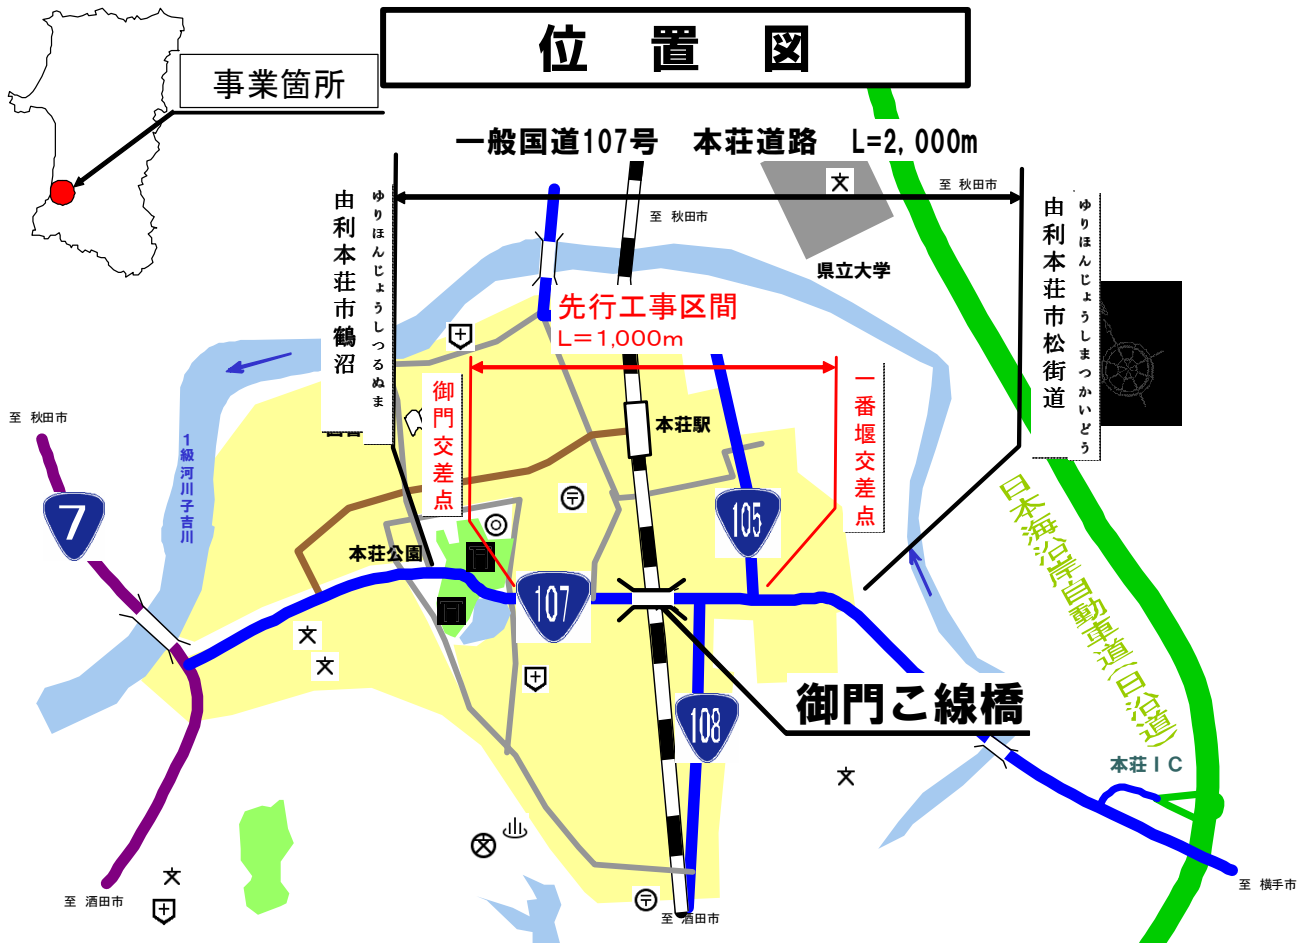 位 置 図
事業箇所
一般国道107号 本荘道路 L=2,000m
至 秋田市
至 秋田市
県立大学
由利本荘市鶴沼
ゆりほんじょうしつるぬま
由利本荘市松街道
ゆりほんじょうしまつかいどう
先行工事区間
L=1,000m
御門交差点
一番堰交差点
本荘駅
至 秋田市
1級河川子吉川
7
105
本荘公園
107
日本海沿岸自動車道(日沿道)
御門こ線橋
108
本荘IC
至 酒田市
至 酒田市
至 横手市